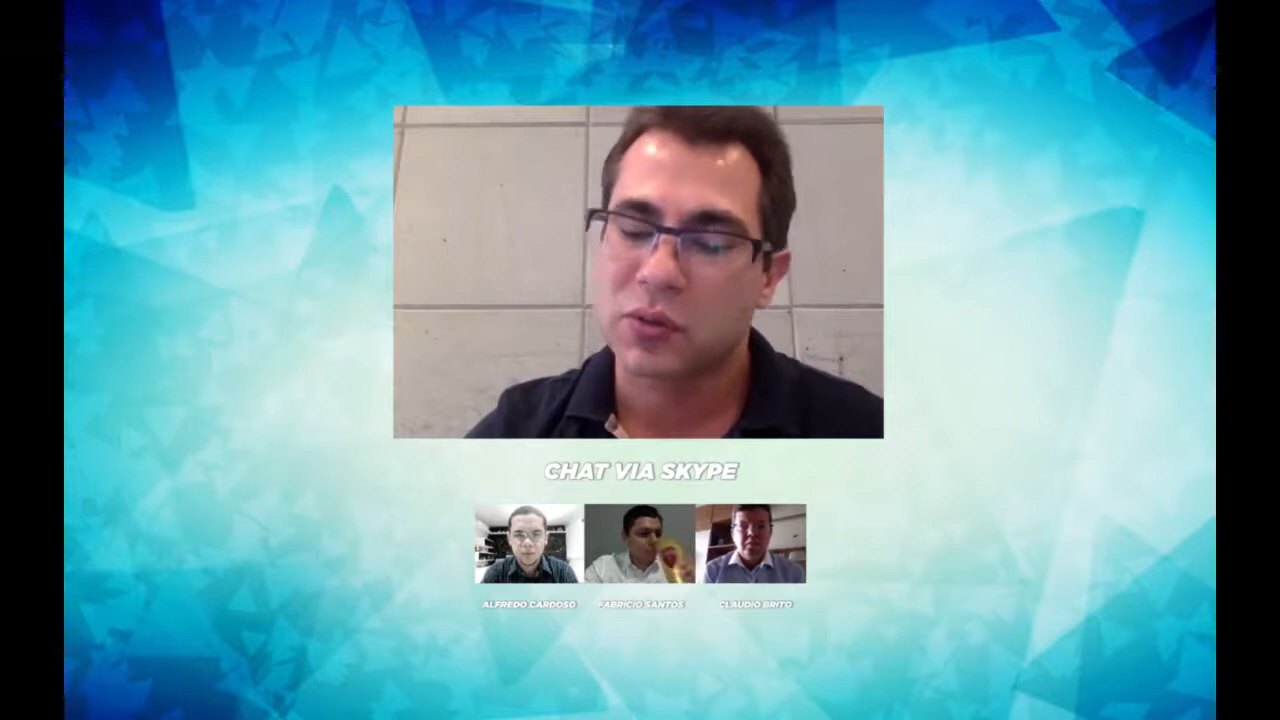 CHAT VIA SKYPE
ALFREDO CARDOSO
FABRICIO SANTOS
CLAUDIO BRITO